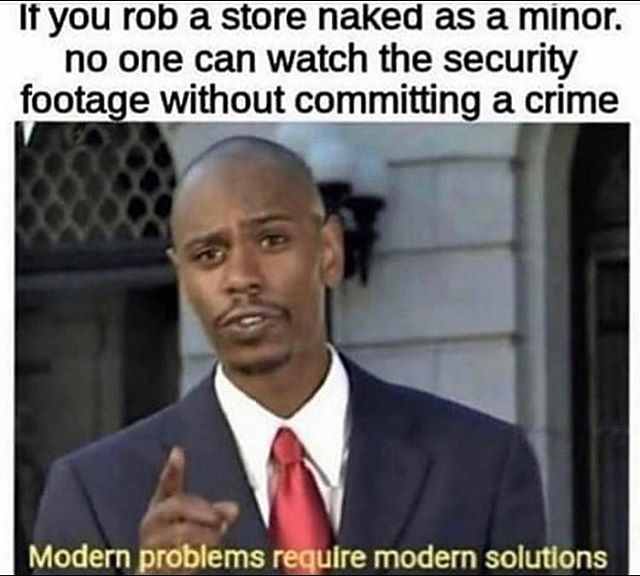 If you rob a store naked as a minor.
no one can watch the security
footage without committing a crime
Modern problems require modern solutions